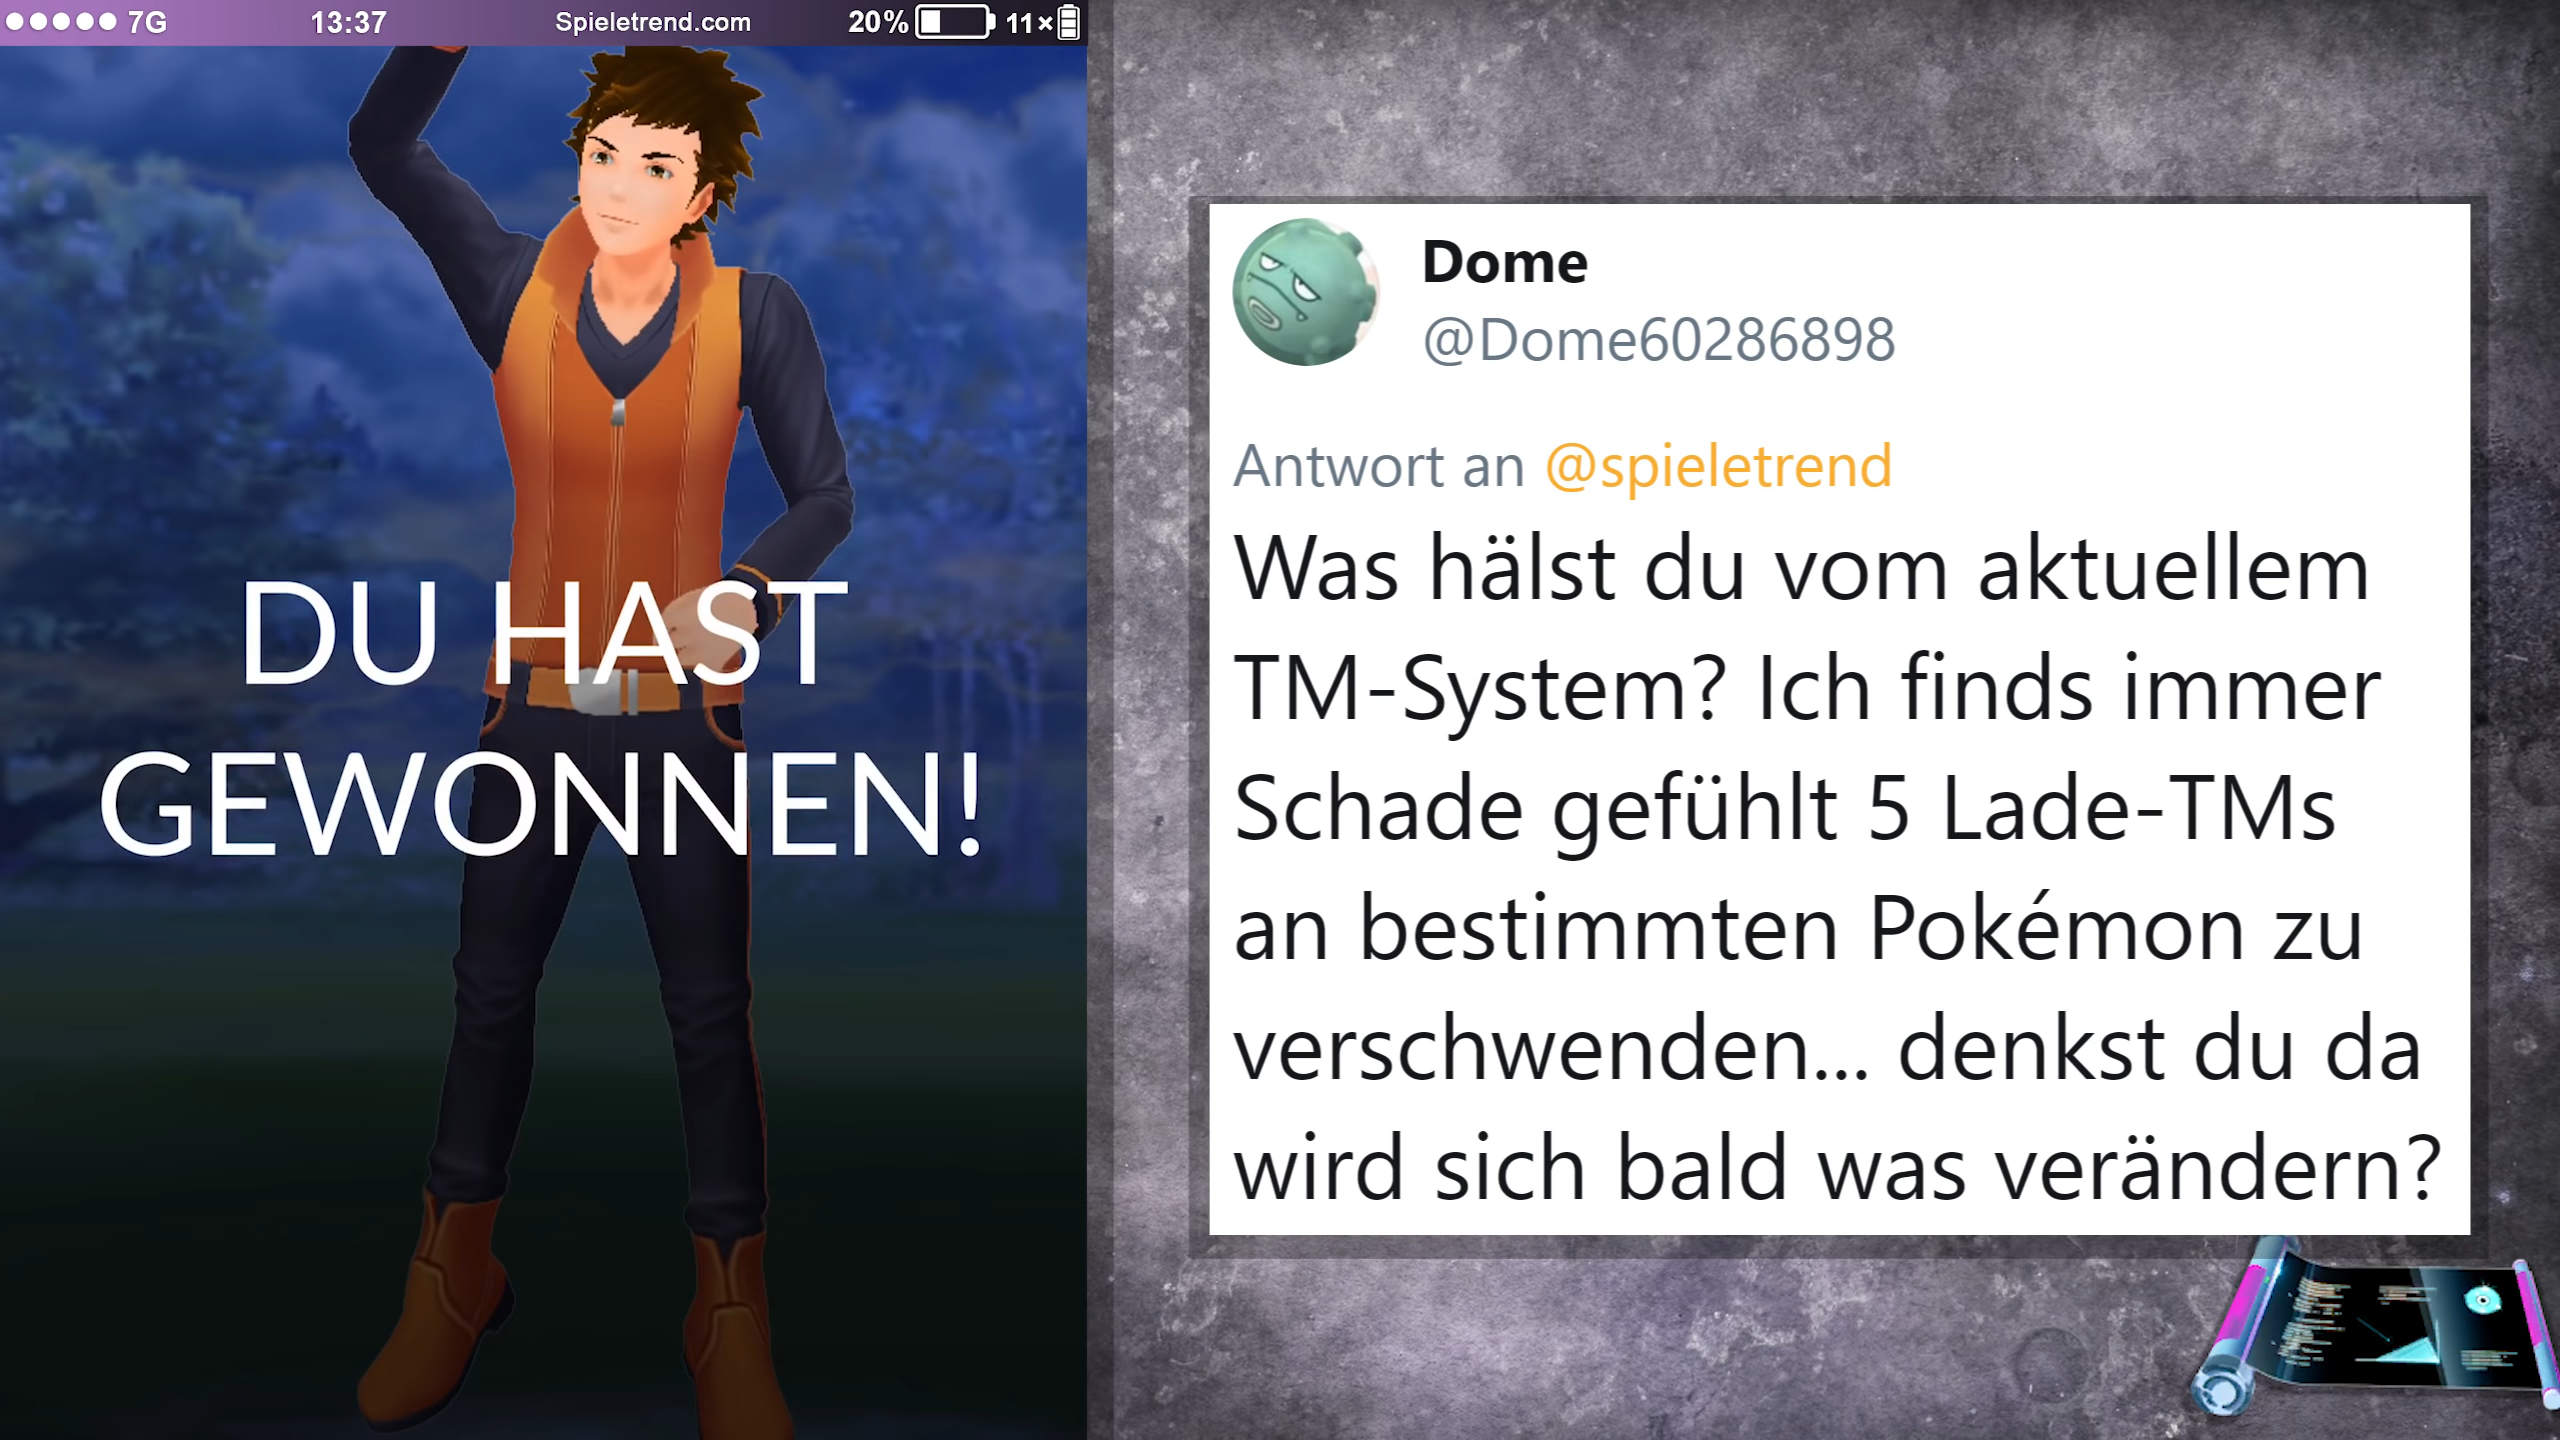 7G 13:37 Spieletrend.com 20% 11×
DU HAST
GEWONNEN!
Dome
@Dome60286898
Antwort an @spieletrend
Was hälst du vom aktuellem
TM-System? Ich finds immer
Schade gefühlt 5 Lade-TMs
an bestimmten Pokémon zu
verschwenden... denkst du da
wird sich bald was verändern?